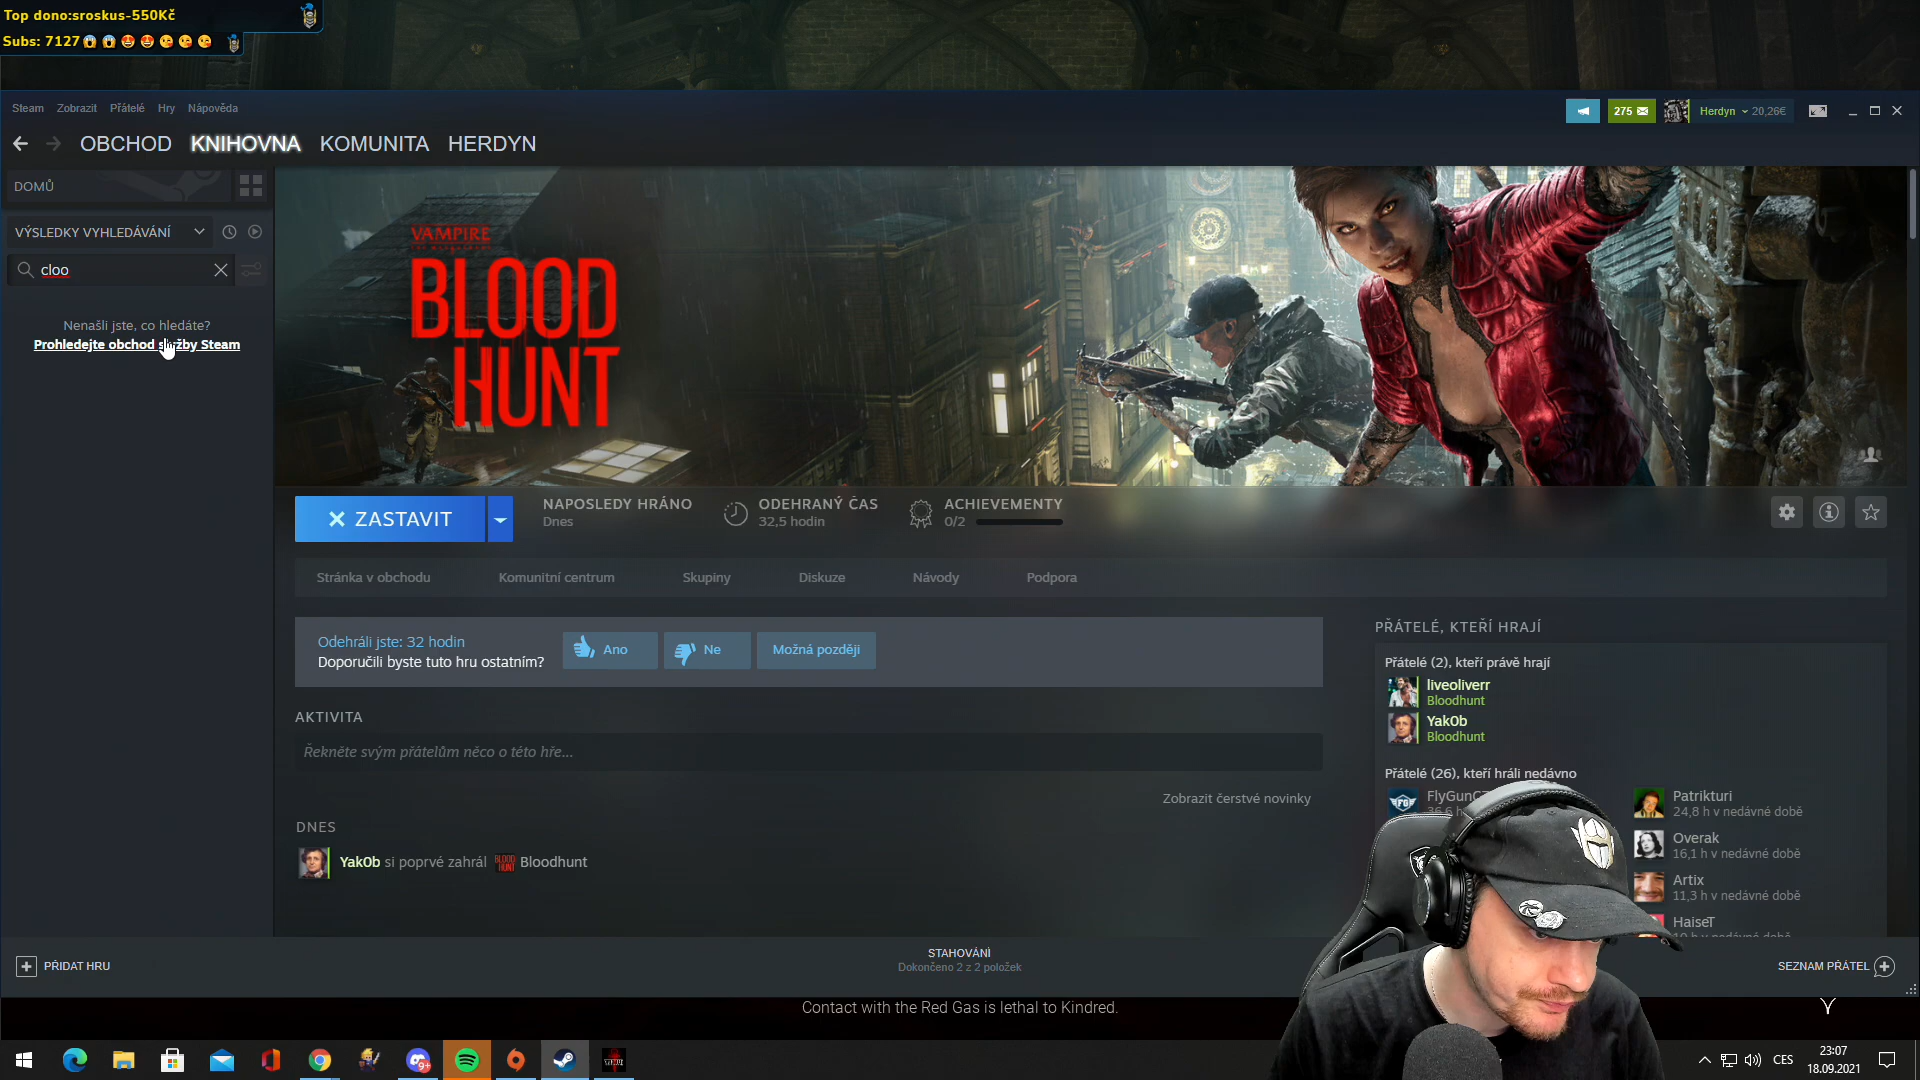 Top dono:sroskus-550Kč
Subs: 7127
Steam Zobrazit Přátelé Hry Nápověda
275 Herdyn 20,26€
OBCHOD KNIHOVNA KOMUNITA HERDYN
DOMŮ
VÝSLEDKY VYHLEDÁVÁNÍ
cloo
Nenašli jste, co hledáte?
Prohledejte obchod služby Steam
VAMPIRE
BLOOD
HUNT
ZASTAVIT
NAPOSLEDY HRÁNO
Dnes
ODEHRANÝ ČAS
32,5 hodin
ACHIEVEMENTY
0/2
Stránka v obchodu Komunitní centrum Skupiny Diskuze Návody Podpora
Odehráli jste: 32 hodin
Doporučili byste tuto hru ostatním?
Ano Ne Možná později
AKTIVITA
Řekněte svým přátelům něco o této hře...
Zobrazit čerstvé novinky
DNES
Yak0b si poprvé zahrál Bloodhunt
PŘÁTELÉ, KTEŘÍ HRAJÍ
Přátelé (2), kteří právě hrají
liveoliverr
Bloodhunt
Yak0b
Bloodhunt
Přátelé (26), kteří hráli nedávno
Patrikturi
24,8 h v nedávné době
Overak
16,1 h v nedávné době
Artix
11,3 h v nedávné době
HaiseT
PŘIDAT HRU
STAHOVÁNÍ
Dokončeno 2 z 2 položek
SEZNAM PŘÁTEL
Contact with the Red Gas is lethal to Kindred.
CES
23:07
18.09.2021